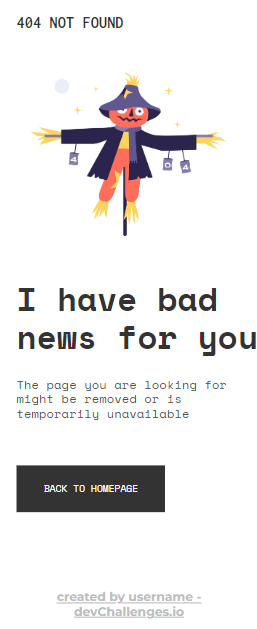 404 NOT FOUND
4
0
4
I have bad
news for you
The page you are looking for
might be removed or is
temporarily unavailable
BACK TO HOMEPAGE
created by username -
devChallenges.io